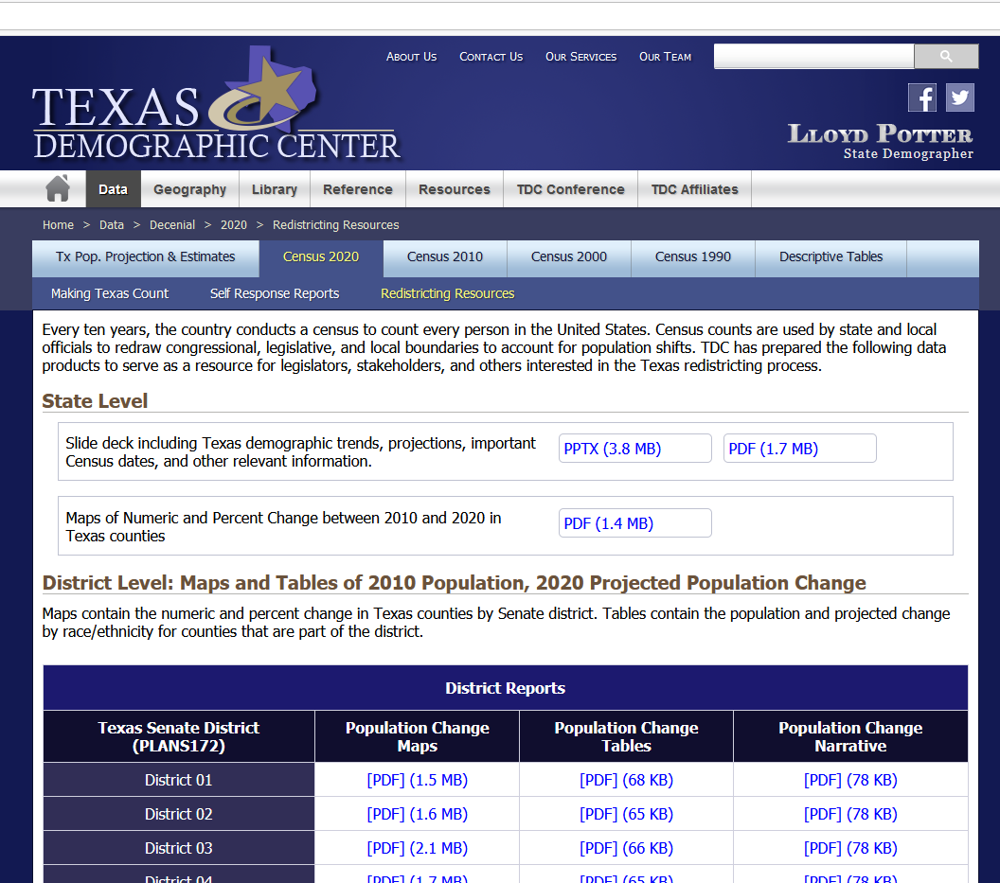 About Us Contact Us Our Services Our Team
TEXAS
DEMOGRAPHIC CENTER
Lloyd Potter
State Demographer
Data Geography Library Reference Resources TDC Conference TDC Affiliates
Home > Data > Decenial > 2020 > Redistricting Resources
Tx Pop. Projection & Estimates Census 2020 Census 2010 Census 2000 Census 1990 Descriptive Tables
Making Texas Count Self Response Reports Redistricting Resources
Every ten years, the country conducts a census to count every person in the United States. Census counts are used by state and local
officials to redraw congressional, legislative, and local boundaries to account for population shifts. TDC has prepared the following data
products to serve as a resource for legislators, stakeholders, and others interested in the Texas redistricting process.
State Level
Slide deck including Texas demographic trends, projections, important
Census dates, and other relevant information.
PPTX (3.8 MB) PDF (1.7 MB)
Maps of Numeric and Percent Change between 2010 and 2020 in
Texas counties
PDF (1.4 MB)
District Level: Maps and Tables of 2010 Population, 2020 Projected Population Change
Maps contain the numeric and percent change in Texas counties by Senate district. Tables contain the population and projected change
by race/ethnicity for counties that are part of the district.
District Reports
Texas Senate District
(PLANS172)
Population Change
Maps
Population Change
Tables
Population Change
Narrative
District 01 [PDF] (1.5 MB) [PDF] (68 KB) [PDF] (78 KB)
District 02 [PDF] (1.6 MB) [PDF] (65 KB) [PDF] (78 KB)
District 03 [PDF] (2.1 MB) [PDF] (66 KB) [PDF] (78 KB)
District 04 [PDF] (1.7 MB) [PDF] (65 KB) [PDF] (78 KB)